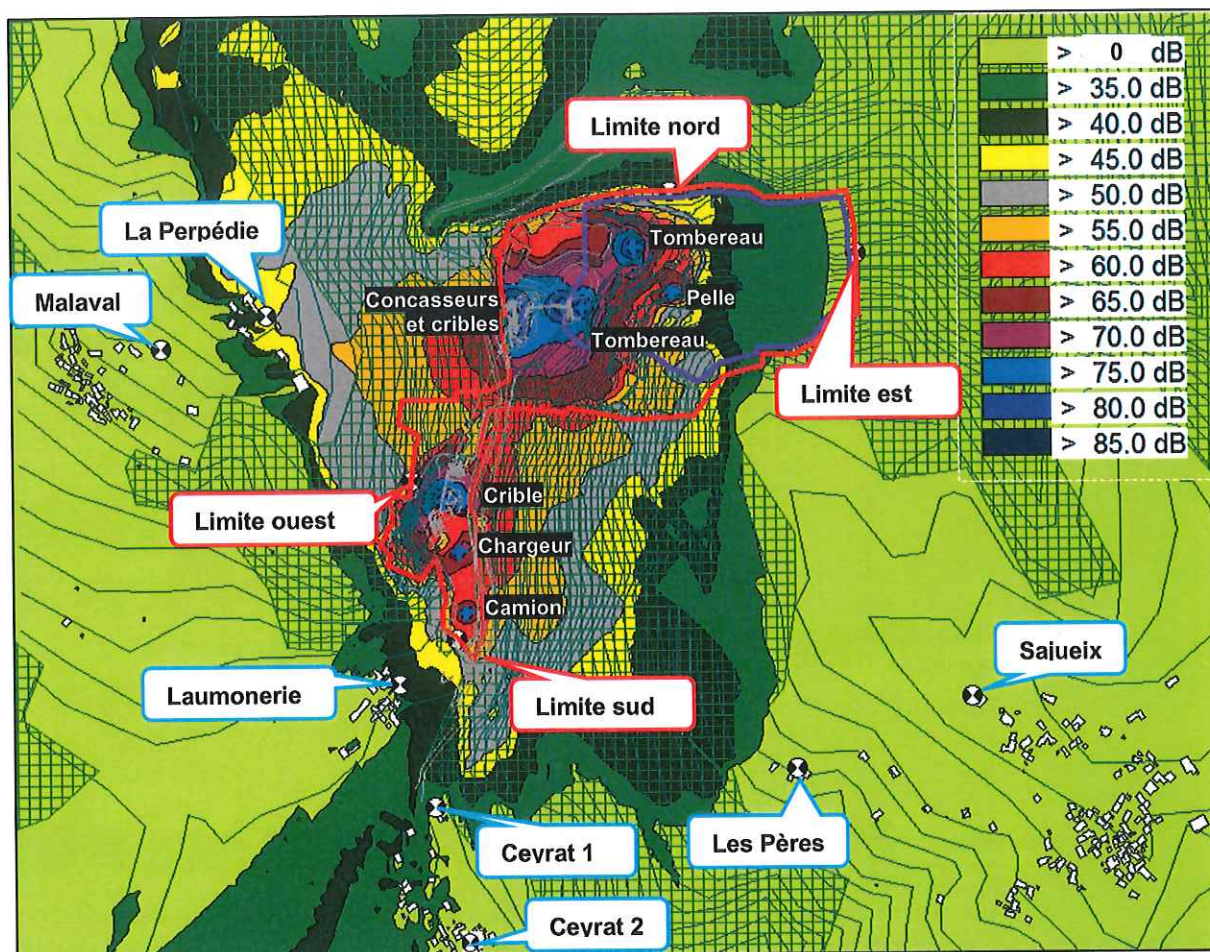 > 0 dB
> 35.0 dB
> 40.0 dB
> 45.0 dB
> 50.0 dB
> 55.0 dB
> 60.0 dB
> 65.0 dB
> 70.0 dB
> 75.0 dB
> 80.0 dB
> 85.0 dB
Limite nord
La Perpédie
Tombereau
Malaval
Concasseurs
et cribles
Pelle
Tombereau
Limite est
Limite ouest
Crible
Chargeur
Camion
Laumonerie
Limite sud
Sajueix
Ceyrat 1
Les Pères
Ceyrat 2